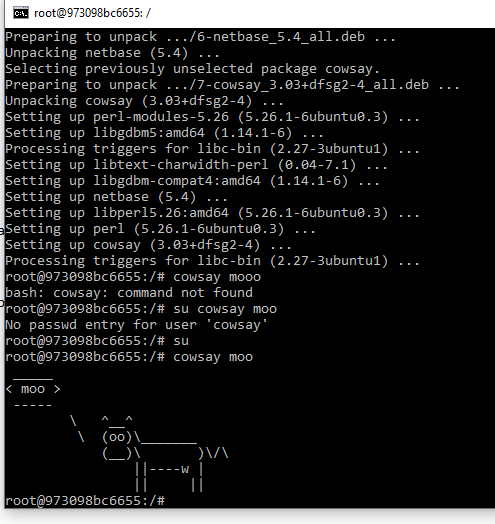 root@973098bc6655: /
Preparing to unpack .../6-netbase_5.4_all.deb ...
Unpacking netbase (5.4) ...
Selecting previously unselected package cowsay.
Preparing to unpack .../7-cowsay_3.03+dfsg2-4_all.deb ...
Unpacking cowsay (3.03+dfsg2-4) ...
Setting up perl-modules-5.26 (5.26.1-6ubuntu0.3) ...
Setting up libgdbm5:amd64 (1.14.1-6) ...
Processing triggers for libc-bin (2.27-3ubuntu1) ...
Setting up libtext-charwidth-perl (0.04-7.1) ...
Setting up libgdbm-compat4:amd64 (1.14.1-6) ...
Setting up netbase (5.4) ...
Setting up libperl5.26:amd64 (5.26.1-6ubuntu0.3) ...
Setting up perl (5.26.1-6ubuntu0.3) ...
Setting up cowsay (3.03+dfsg2-4) ...
Processing triggers for libc-bin (2.27-3ubuntu1) ...
root@973098bc6655:/# cowsay mooo
bash: cowsay: command not found
root@973098bc6655:/# su cowsay moo
No passwd entry for user 'cowsay'
root@973098bc6655:/# su
root@973098bc6655:/# cowsay moo
 _____
< moo >
 -----
        \   ^__^
         \  (oo)\_______
            (__)\       )\/\
                ||----w |
                ||     ||
root@973098bc6655:/#